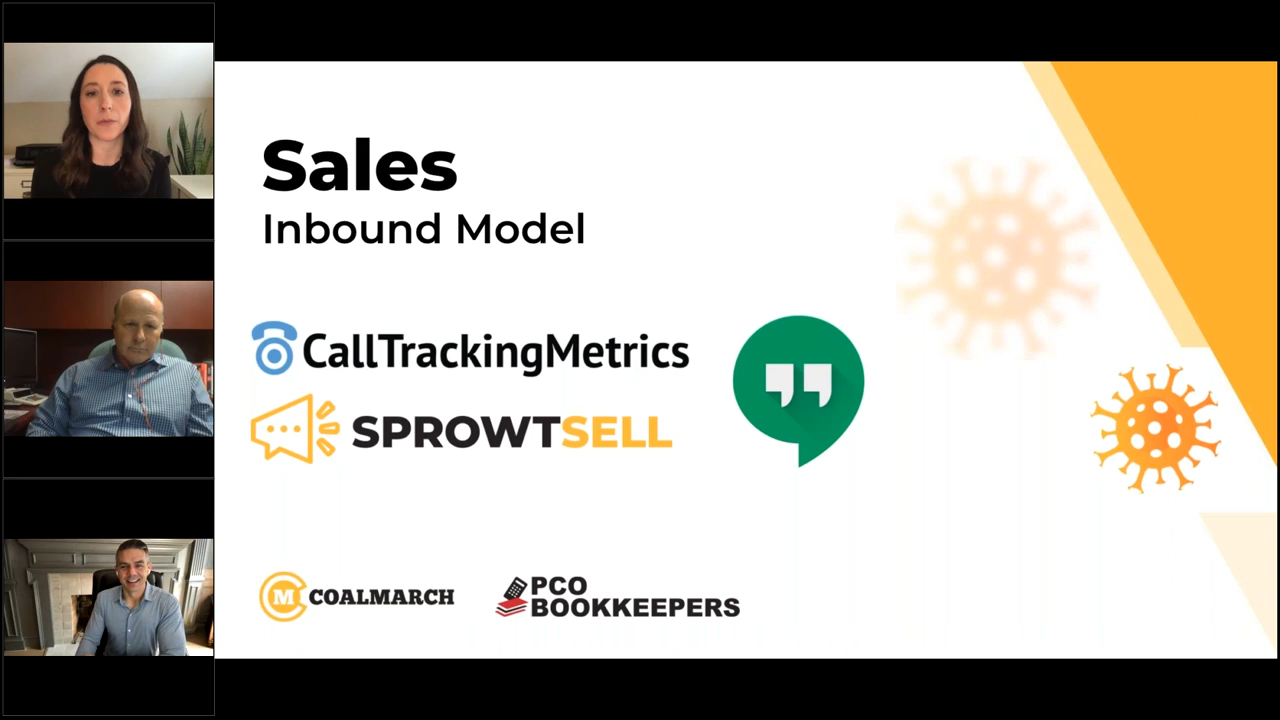 Sales
Inbound Model
CallTrackingMetrics
SPROWTSELL
M COALMARCH
PCO
BOOKKEEPERS